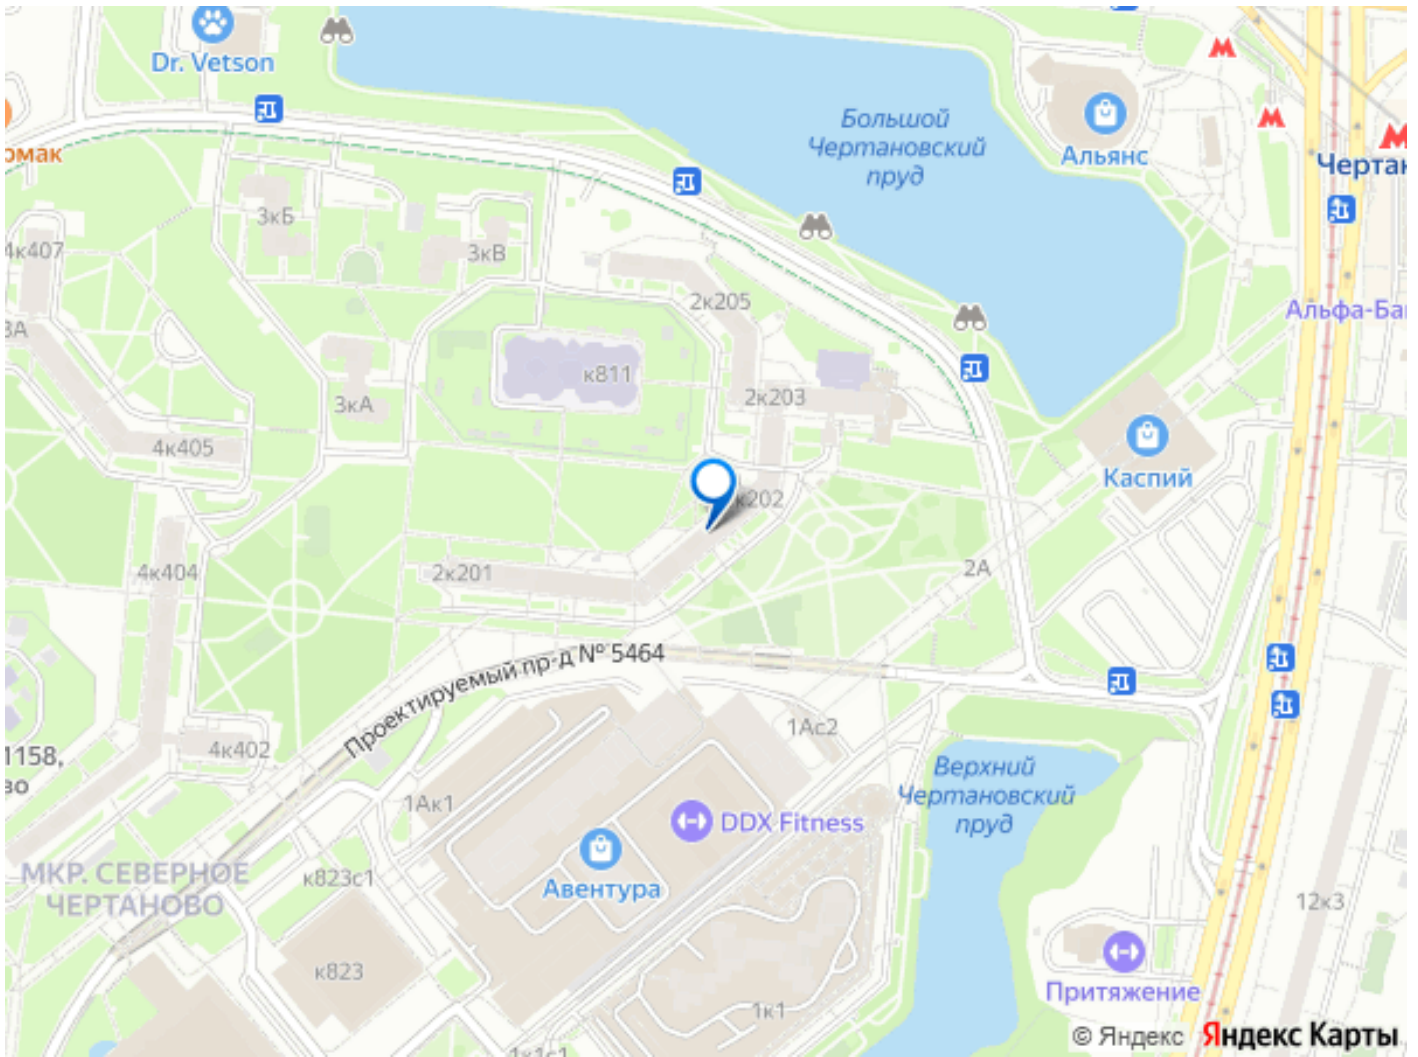 Dr. Vetson
Большой
Чертановский
пруд
Альянс
омак
Чертан
3кБ
4к407
3кВ
2к205
3А
Альфа-Бан
к811
2к203
3кА
4к405
Каспий
к202
4к404
2к201
2А
Проектируемый пр-д № 5464
1Ас2
4к402
1158,
во
Верхний
Чертановский
пруд
1Ак1
DDX Fitness
МКР. СЕВЕРНОЕ
ЧЕРТАНОВО
к823с1
Авентура
12к3
к823
Притяжение
1к1
© Яндекс Яндекс Карты
1к1с1